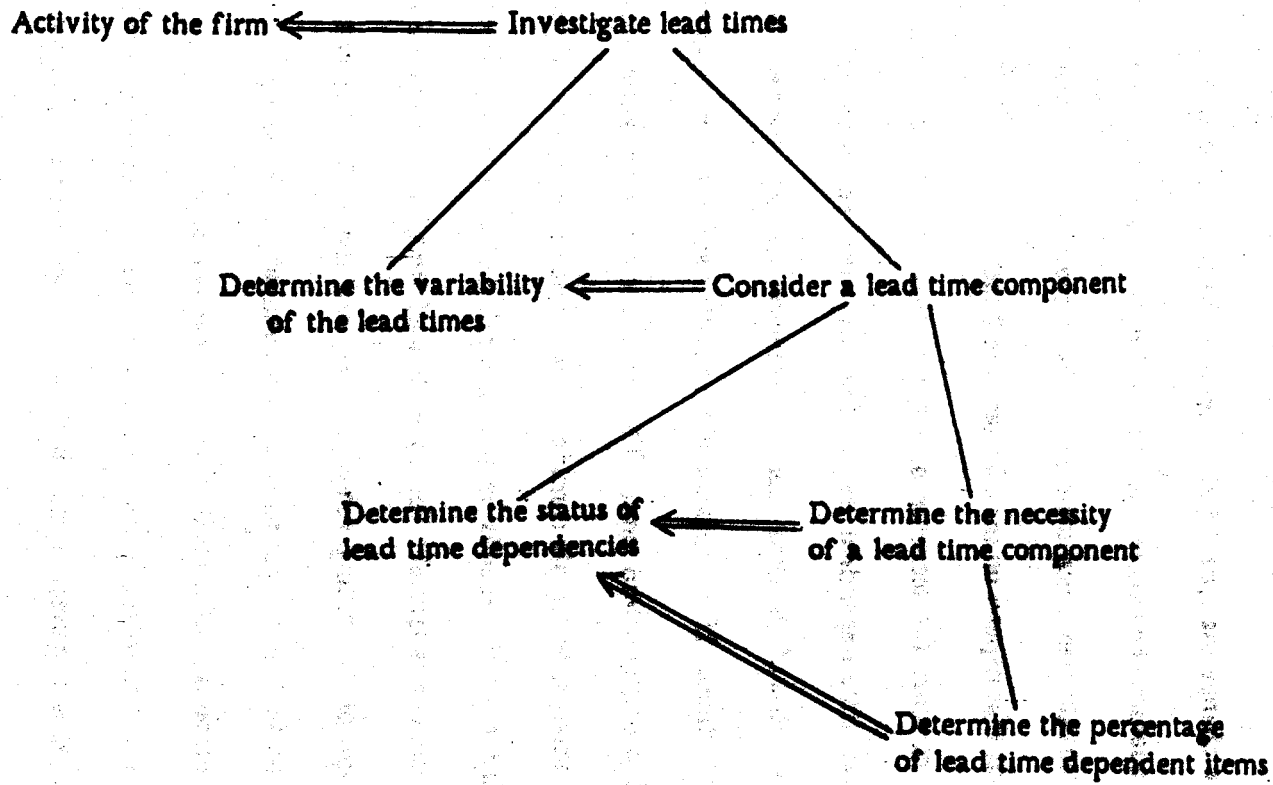 Activity of the firm
Investigate lead times
Determine the variability
of the lead times
Consider a lead time component
Determine the status of
lead time dependencies
Determine the necessity
of a lead time component
Determine the percentage
of lead time dependent items